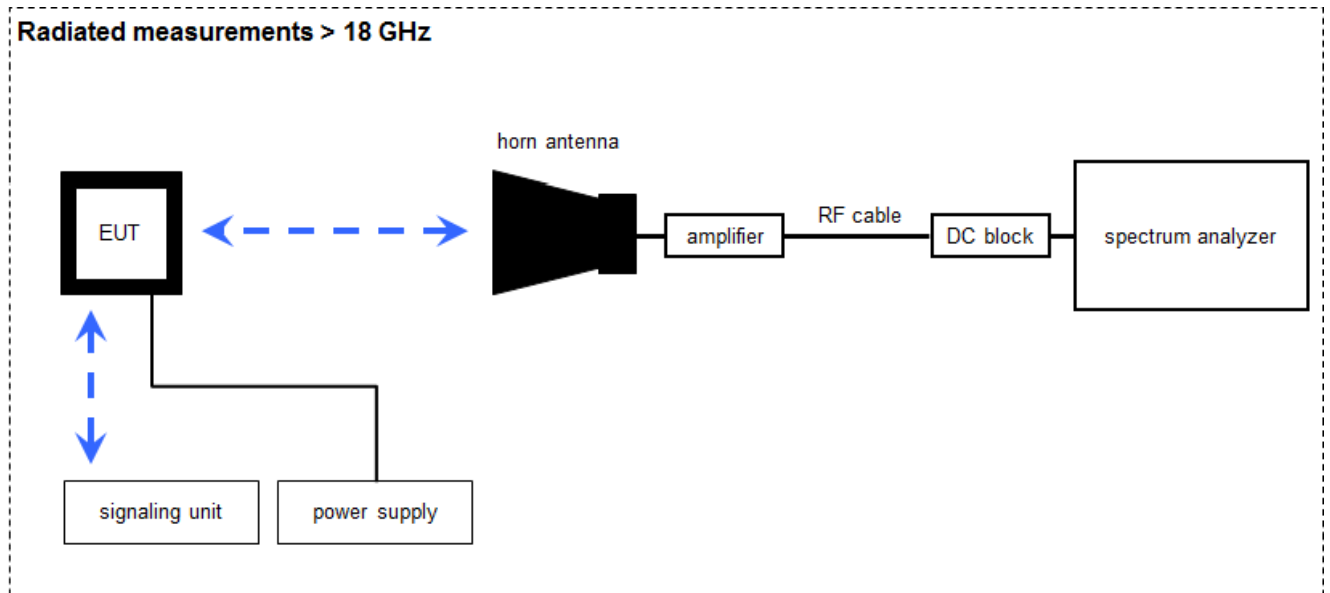 Radiated measurements > 18 GHz
horn antenna
EUT
amplifier
RF cable
DC block
spectrum analyzer
signaling unit
power supply